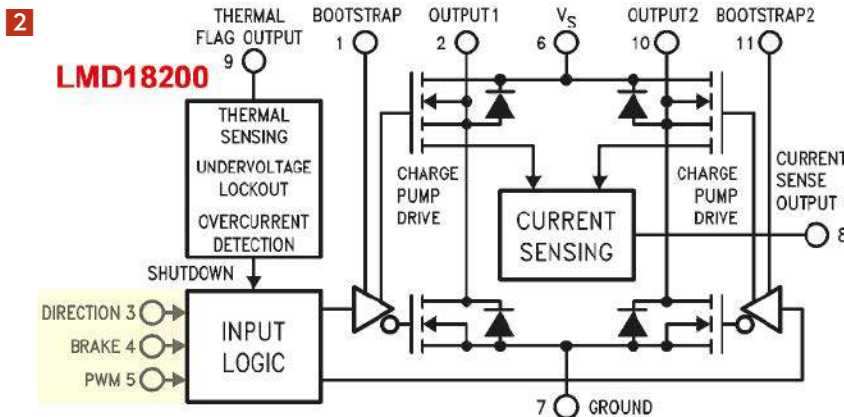 2
LMD18200
THERMAL
FLAG OUTPUT
9
BOOTSTRAP
1
OUTPUT1
2
VS
6
OUTPUT2
10
BOOTSTRAP2
11
THERMAL
SENSING
UNDERVOLTAGE
LOCKOUT
OVERCURRENT
DETECTION
SHUTDOWN
CHARGE
PUMP
DRIVE
CURRENT
SENSING
CHARGE
PUMP
DRIVE
CURRENT
SENSE
OUTPUT
8
DIRECTION 3
BRAKE 4
PWM 5
INPUT
LOGIC
7 GROUND